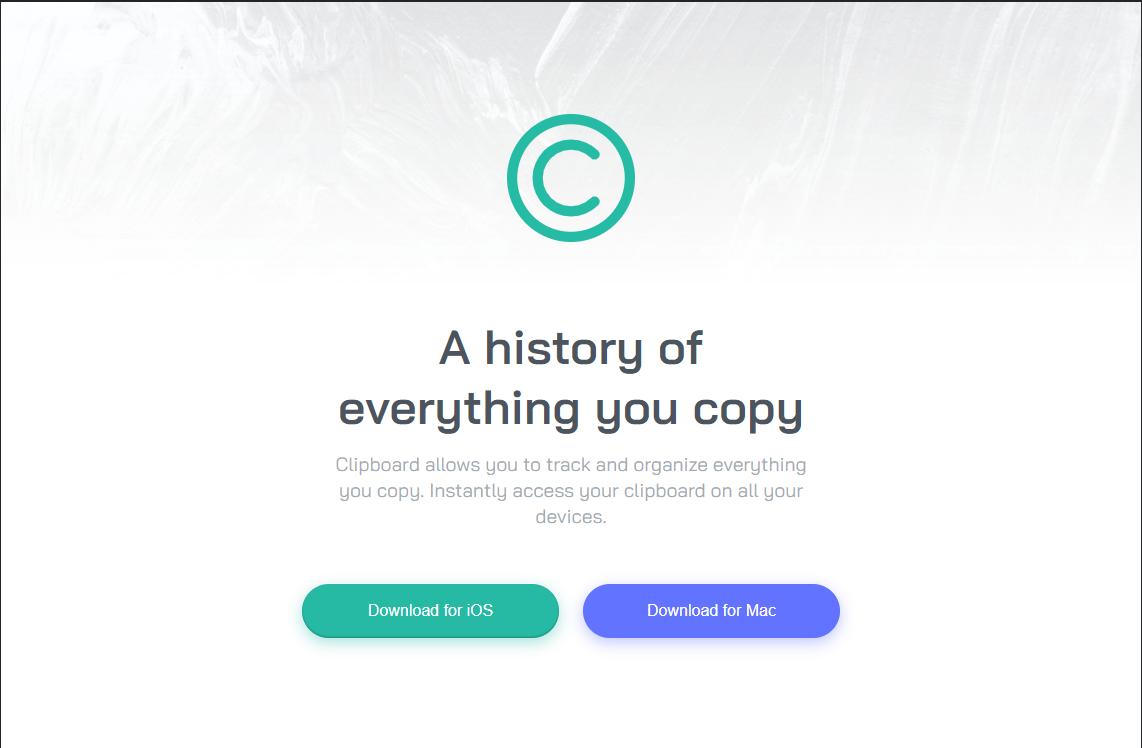 ©
A history of
everything you copy
Clipboard allows you to track and organize everything
you copy. Instantly access your clipboard on all your
devices.
Download for iOS
Download for Mac